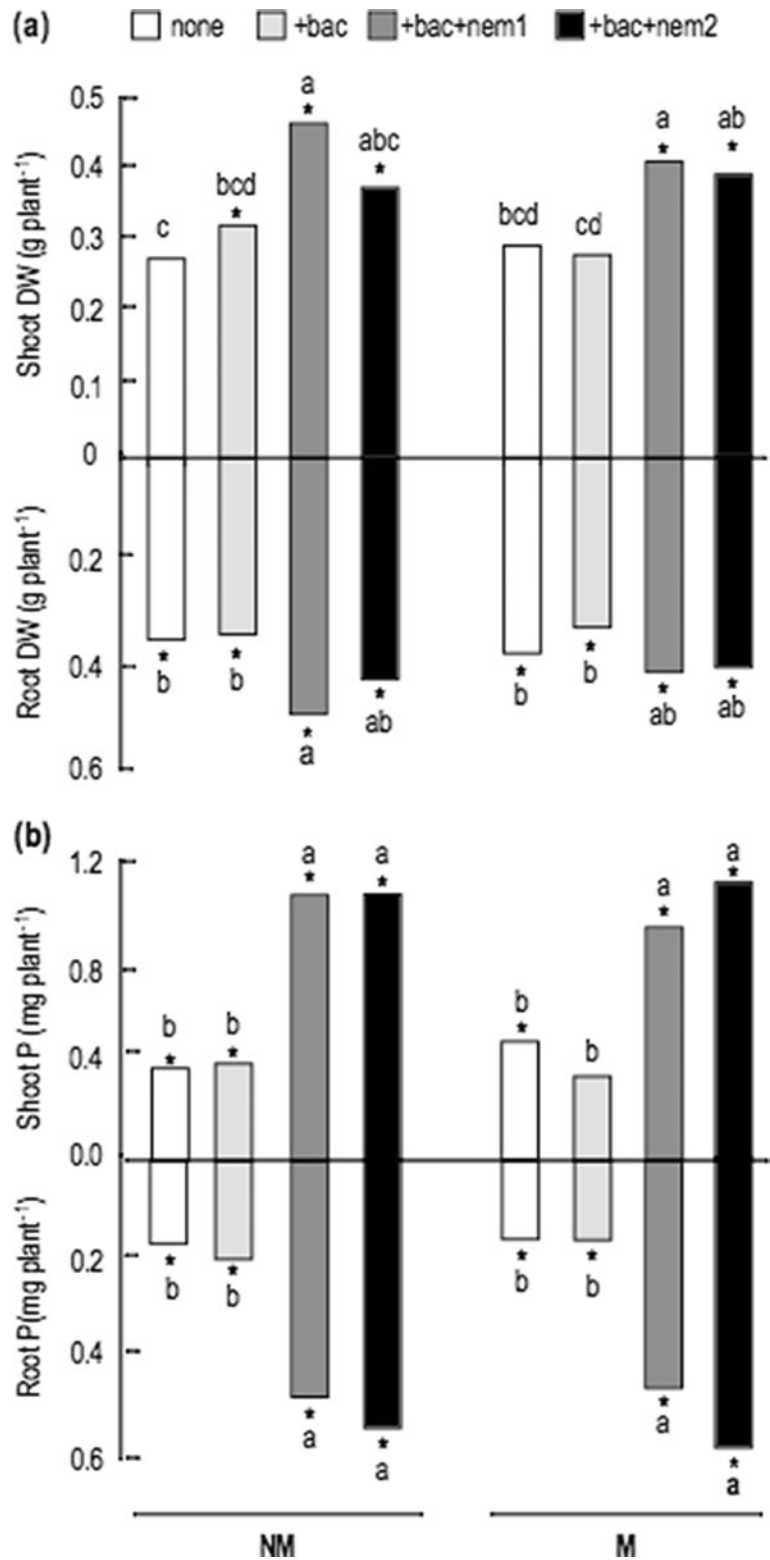 (a) none +bac +bac+nem1 +bac+nem2
Shoot DW (g plant⁻¹)
0.5
0.4
0.3
0.2
0.1
0
c
bcd
*
a
*
abc
*
bcd
cd
a
*
ab
*
Root DW (g plant⁻¹)
0.2
0.4
0.6
*
b
*
b
*
a
*
ab
*
b
*
b
*
ab
*
ab
(b)
Shoot P (mg plant⁻¹)
1.2
0.8
0.4
0.0
b
*
b
*
a
*
a
*
b
*
b
a
*
a
*
Root P(mg plant⁻¹)
0.2
0.4
0.6
*
b
*
b
*
a
*
a
*
b
*
b
*
a
*
a
NM M